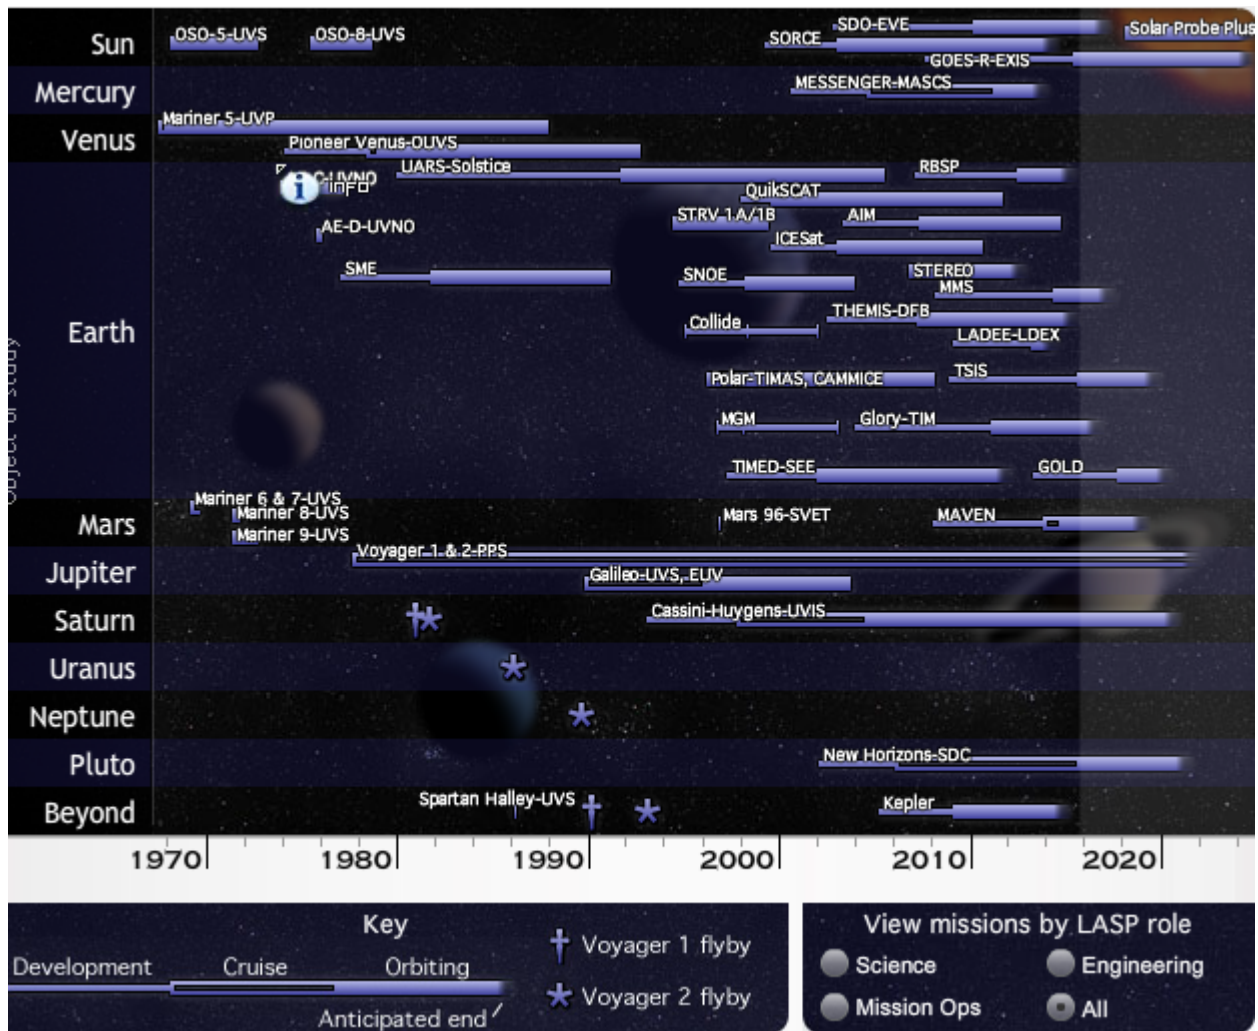 Sun
OSO-5-UVS
OSO-8-UVS
SDO-EVE
Solar Probe Plus
SORCE
GOES-R-EXIS
Mercury
MESSENGER-MASCS
Venus
Mariner 5-UVP
Pioneer Venus-OUVS
Earth
C-UVNO
i INFO
UARS-Solstice
RBSP
QuikSCAT
STRV 1A/1B
AIM
AE-D-UVNO
ICESat
SME
SNOE
STEREO
MMS
Collide
THEMIS-DFB
LADEE-LDEX
Polar-TIMAS, CAMMICE
TSIS
MGM
Glory-TIM
TIMED-SEE
GOLD
Object of study
Mars
Mariner 6 & 7-UVS
Mariner 8-UVS
Mariner 9-UVS
Mars 96-SVET
MAVEN
Jupiter
Voyager 1 & 2-PPS
Galileo-UVS, EUV
Saturn
Cassini-Huygens-UVIS
Uranus
Neptune
Pluto
New Horizons-SDC
Beyond
Spartan Halley-UVS
Kepler
1970 1980 1990 2000 2010 2020
Key
Development Cruise Orbiting
Anticipated end
Voyager 1 flyby
Voyager 2 flyby
View missions by LASP role
Science
Engineering
Mission Ops
All